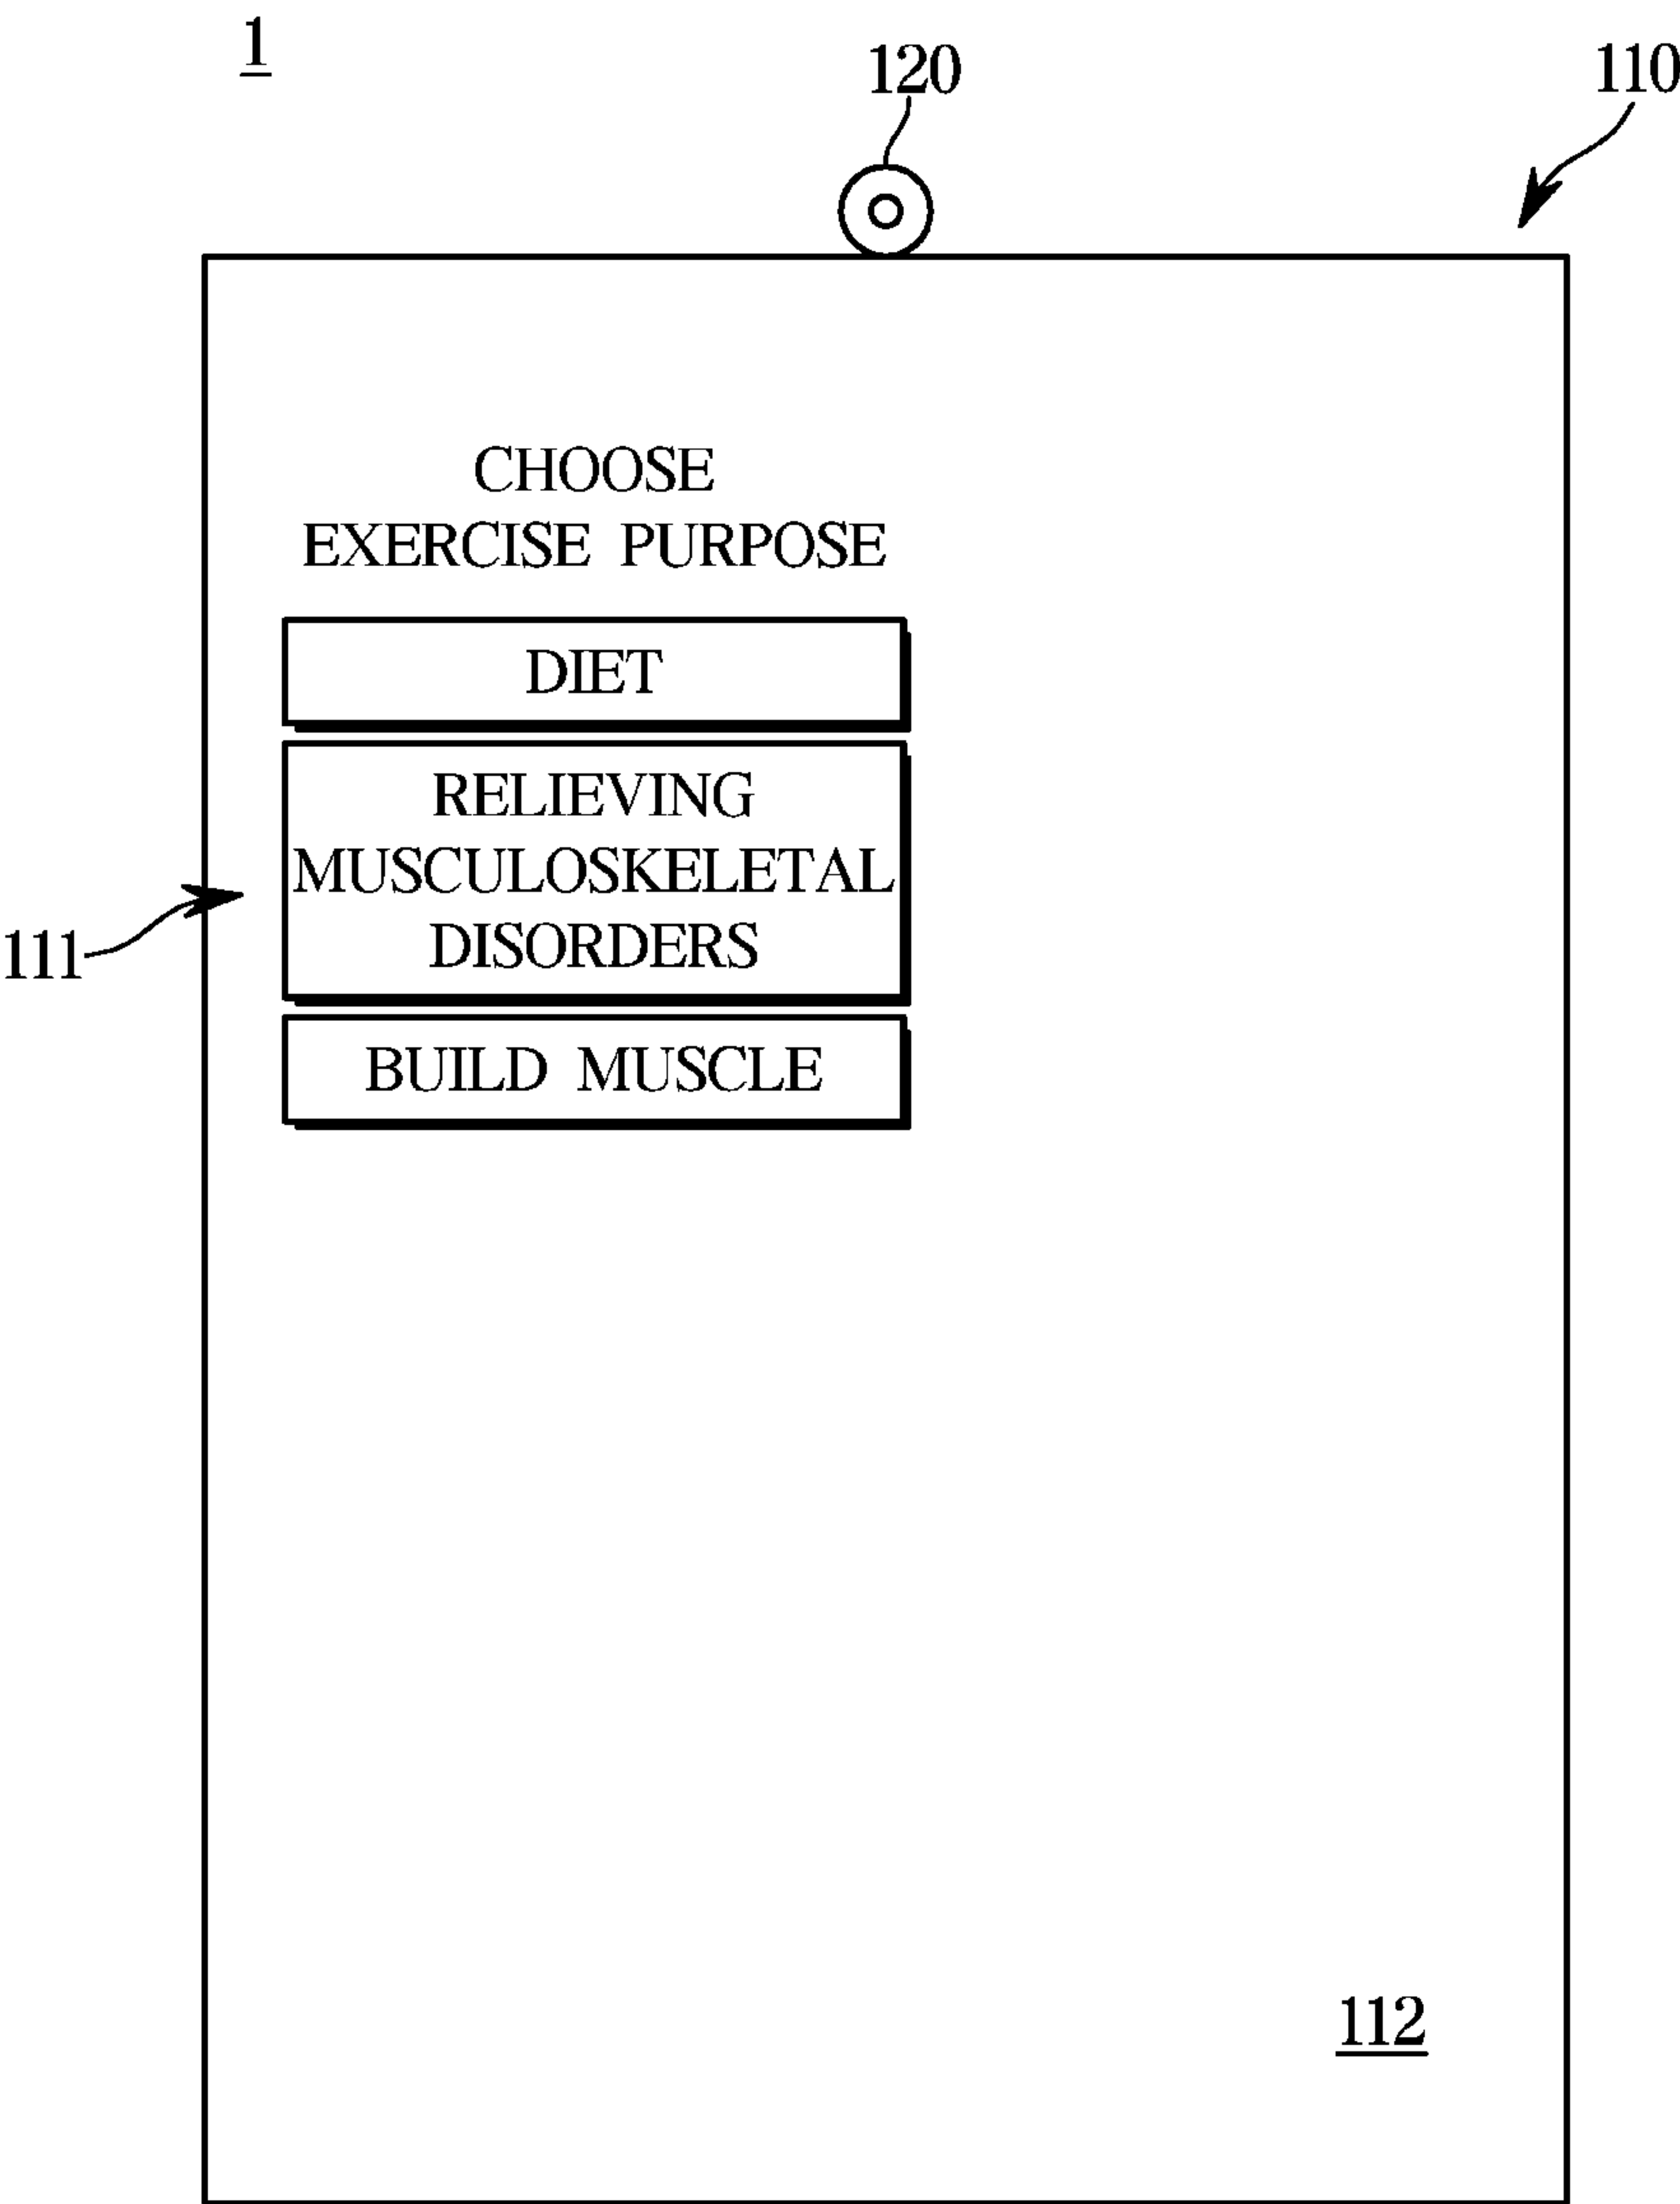 1
120
110
CHOOSE
EXERCISE PURPOSE
DIET
RELIEVING
MUSCULOSKELETAL
DISORDERS
111
BUILD MUSCLE
112